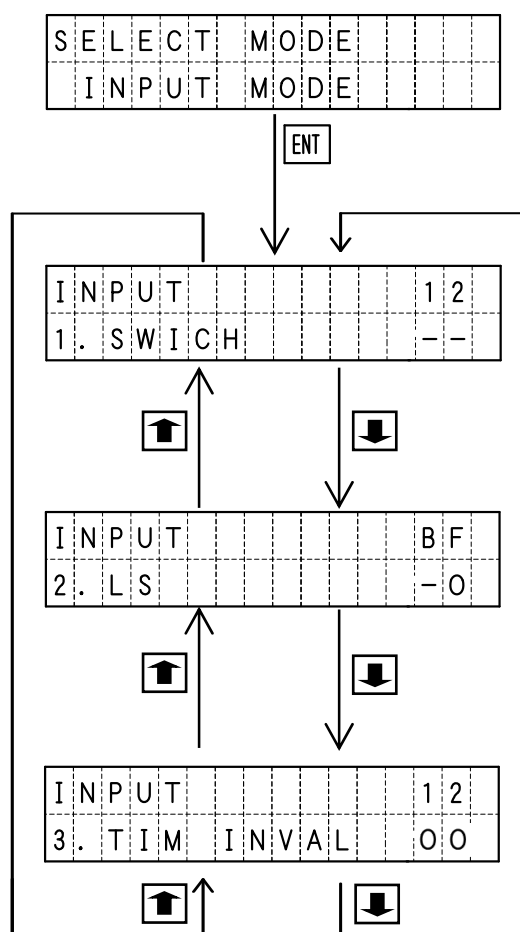 SELECT MODE
INPUT MODE
ENT
INPUT 12
1. SWICH --
INPUT BF
2. LS -O
INPUT 12
3. TIM INVAL OO